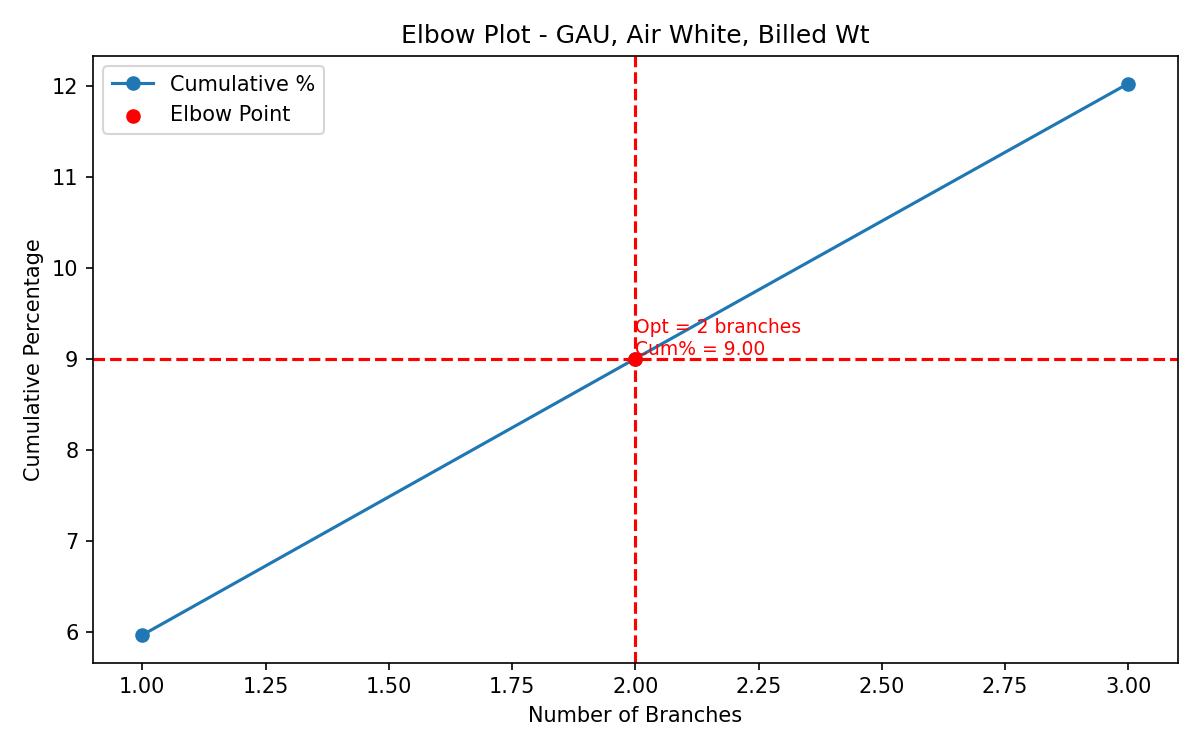 Elbow Plot - GAU, Air White, Billed Wt
Cumulative %
Elbow Point
Cumulative Percentage
12
11
10
9
8
7
6
Opt = 2 branches
Cum% = 9.00
1.00 1.25 1.50 1.75 2.00 2.25 2.50 2.75 3.00
Number of Branches